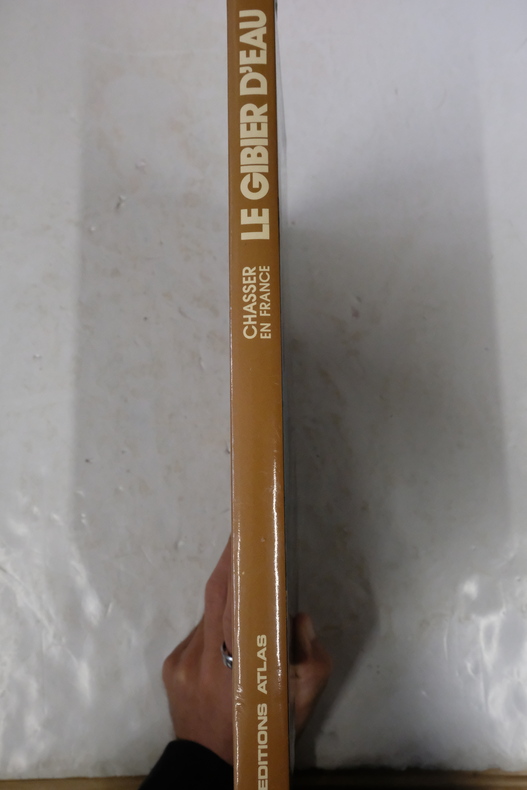 CHASSER
EN FRANCE
LE GIBIER D'EAU
EDITIONS ATLAS